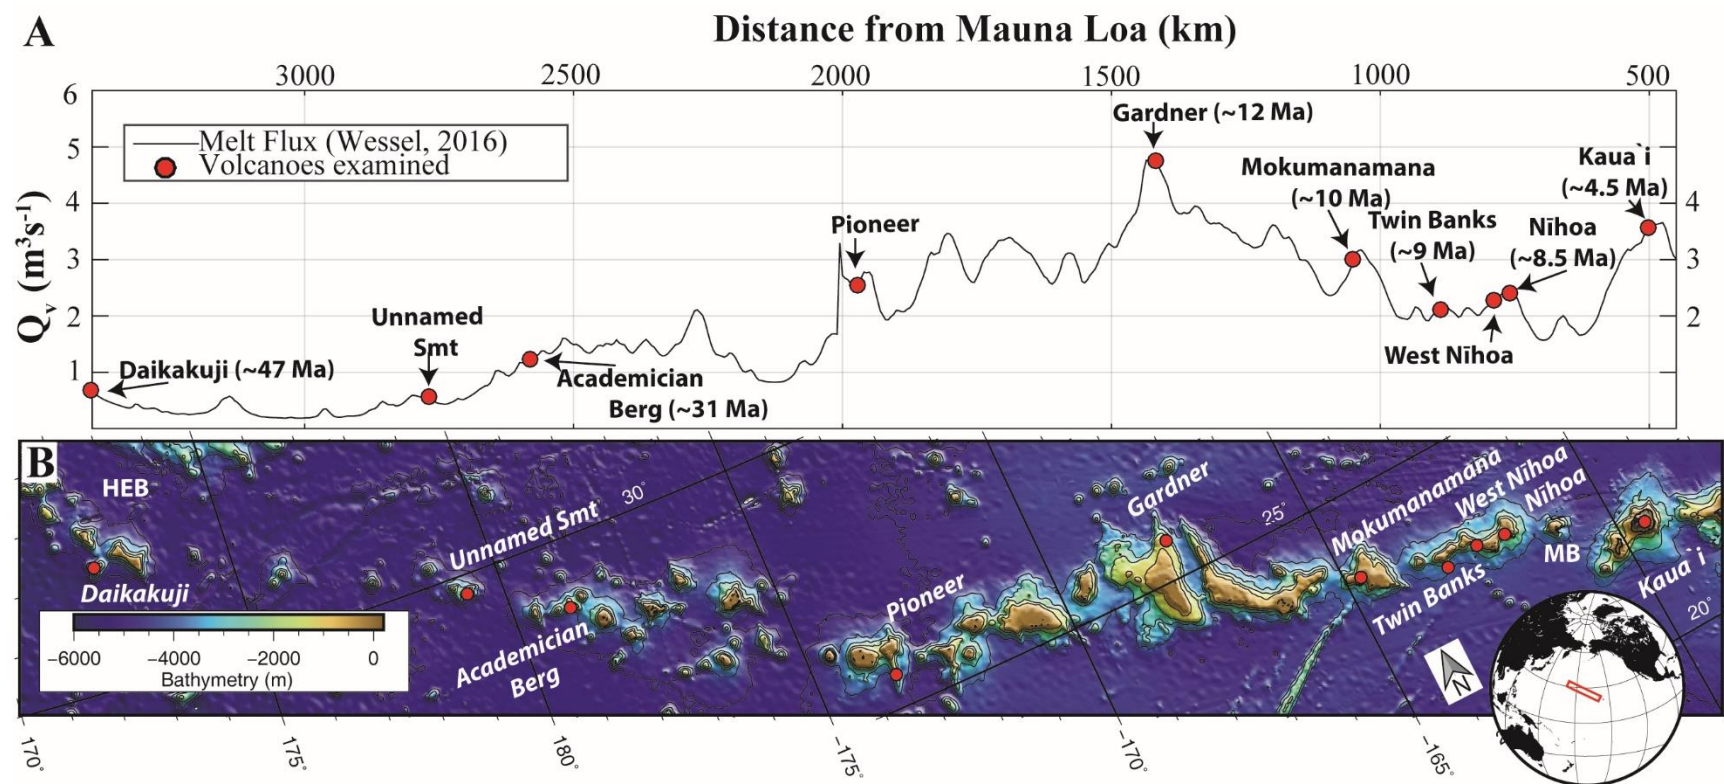 A
Distance from Mauna Loa (km)
3000 2500 2000 1500 1000 500
6
5
4
3
2
1
Q_v (m³s⁻¹)
4
3
2
Melt Flux (Wessel, 2016)
Volcanoes examined
Gardner (~12 Ma)
Kaua`i
(~4.5 Ma)
Mokumanamana
(~10 Ma)
Twin Banks
(~9 Ma)
Nīhoa
(~8.5 Ma)
Pioneer
Unnamed
Smt
West Nīhoa
Daikakuji (~47 Ma)
Academician
Berg (~31 Ma)
B
HEB
Daikakuji
Unnamed Smt
30°
Academician
Berg
Pioneer
Gardner
25°
Mokumanamana
West Nīhoa
Nīhoa
Twin Banks
MB
Kaua`i
20°
−6000 −4000 −2000 0
Bathymetry (m)
N
170° 175° 180° −175° −170° −165°